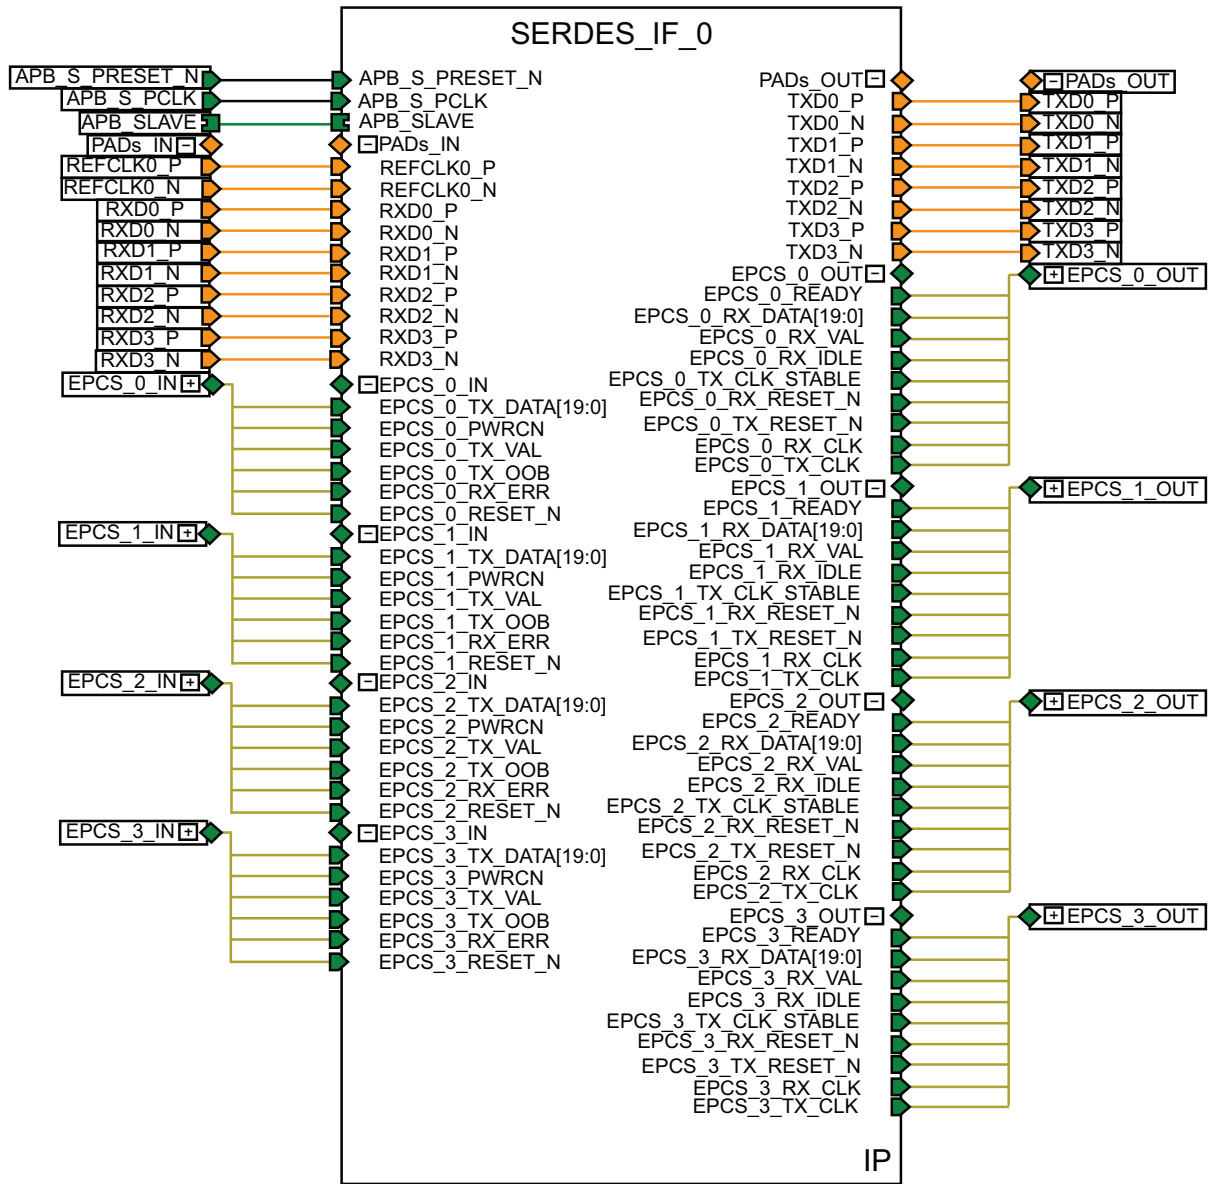 SERDES_IF_0
APB_S_PRESET_N
APB_S_PCLK
APB_SLAVE
PADs_IN
REFCLK0_P
REFCLK0_N
RXD0_P
RXD0_N
RXD1_P
RXD1_N
RXD2_P
RXD2_N
RXD3_P
RXD3_N
EPCS_0_IN
EPCS_1_IN
EPCS_2_IN
EPCS_3_IN
APB_S_PRESET_N
APB_S_PCLK
APB_SLAVE
PADs_IN
REFCLK0_P
REFCLK0_N
RXD0_P
RXD0_N
RXD1_P
RXD1_N
RXD2_P
RXD2_N
RXD3_P
RXD3_N
EPCS_0_IN
EPCS_0_TX_DATA[19:0]
EPCS_0_PWRCN
EPCS_0_TX_VAL
EPCS_0_TX_OOB
EPCS_0_RX_ERR
EPCS_0_RESET_N
EPCS_1_IN
EPCS_1_TX_DATA[19:0]
EPCS_1_PWRCN
EPCS_1_TX_VAL
EPCS_1_TX_OOB
EPCS_1_RX_ERR
EPCS_1_RESET_N
EPCS_2_IN
EPCS_2_TX_DATA[19:0]
EPCS_2_PWRCN
EPCS_2_TX_VAL
EPCS_2_TX_OOB
EPCS_2_RX_ERR
EPCS_2_RESET_N
EPCS_3_IN
EPCS_3_TX_DATA[19:0]
EPCS_3_PWRCN
EPCS_3_TX_VAL
EPCS_3_TX_OOB
EPCS_3_RX_ERR
EPCS_3_RESET_N
PADs_OUT
TXD0_P
TXD0_N
TXD1_P
TXD1_N
TXD2_P
TXD2_N
TXD3_P
TXD3_N
EPCS_0_OUT
EPCS_0_READY
EPCS_0_RX_DATA[19:0]
EPCS_0_RX_VAL
EPCS_0_RX_IDLE
EPCS_0_TX_CLK_STABLE
EPCS_0_RX_RESET_N
EPCS_0_TX_RESET_N
EPCS_0_RX_CLK
EPCS_0_TX_CLK
EPCS_1_OUT
EPCS_1_READY
EPCS_1_RX_DATA[19:0]
EPCS_1_RX_VAL
EPCS_1_RX_IDLE
EPCS_1_TX_CLK_STABLE
EPCS_1_RX_RESET_N
EPCS_1_TX_RESET_N
EPCS_1_RX_CLK
EPCS_1_TX_CLK
EPCS_2_OUT
EPCS_2_READY
EPCS_2_RX_DATA[19:0]
EPCS_2_RX_VAL
EPCS_2_RX_IDLE
EPCS_2_TX_CLK_STABLE
EPCS_2_RX_RESET_N
EPCS_2_TX_RESET_N
EPCS_2_RX_CLK
EPCS_2_TX_CLK
EPCS_3_OUT
EPCS_3_READY
EPCS_3_RX_DATA[19:0]
EPCS_3_RX_VAL
EPCS_3_RX_IDLE
EPCS_3_TX_CLK_STABLE
EPCS_3_RX_RESET_N
EPCS_3_TX_RESET_N
EPCS_3_RX_CLK
EPCS_3_TX_CLK
PADs_OUT
TXD0_P
TXD0_N
TXD1_P
TXD1_N
TXD2_P
TXD2_N
TXD3_P
TXD3_N
EPCS_0_OUT
EPCS_1_OUT
EPCS_2_OUT
EPCS_3_OUT
IP